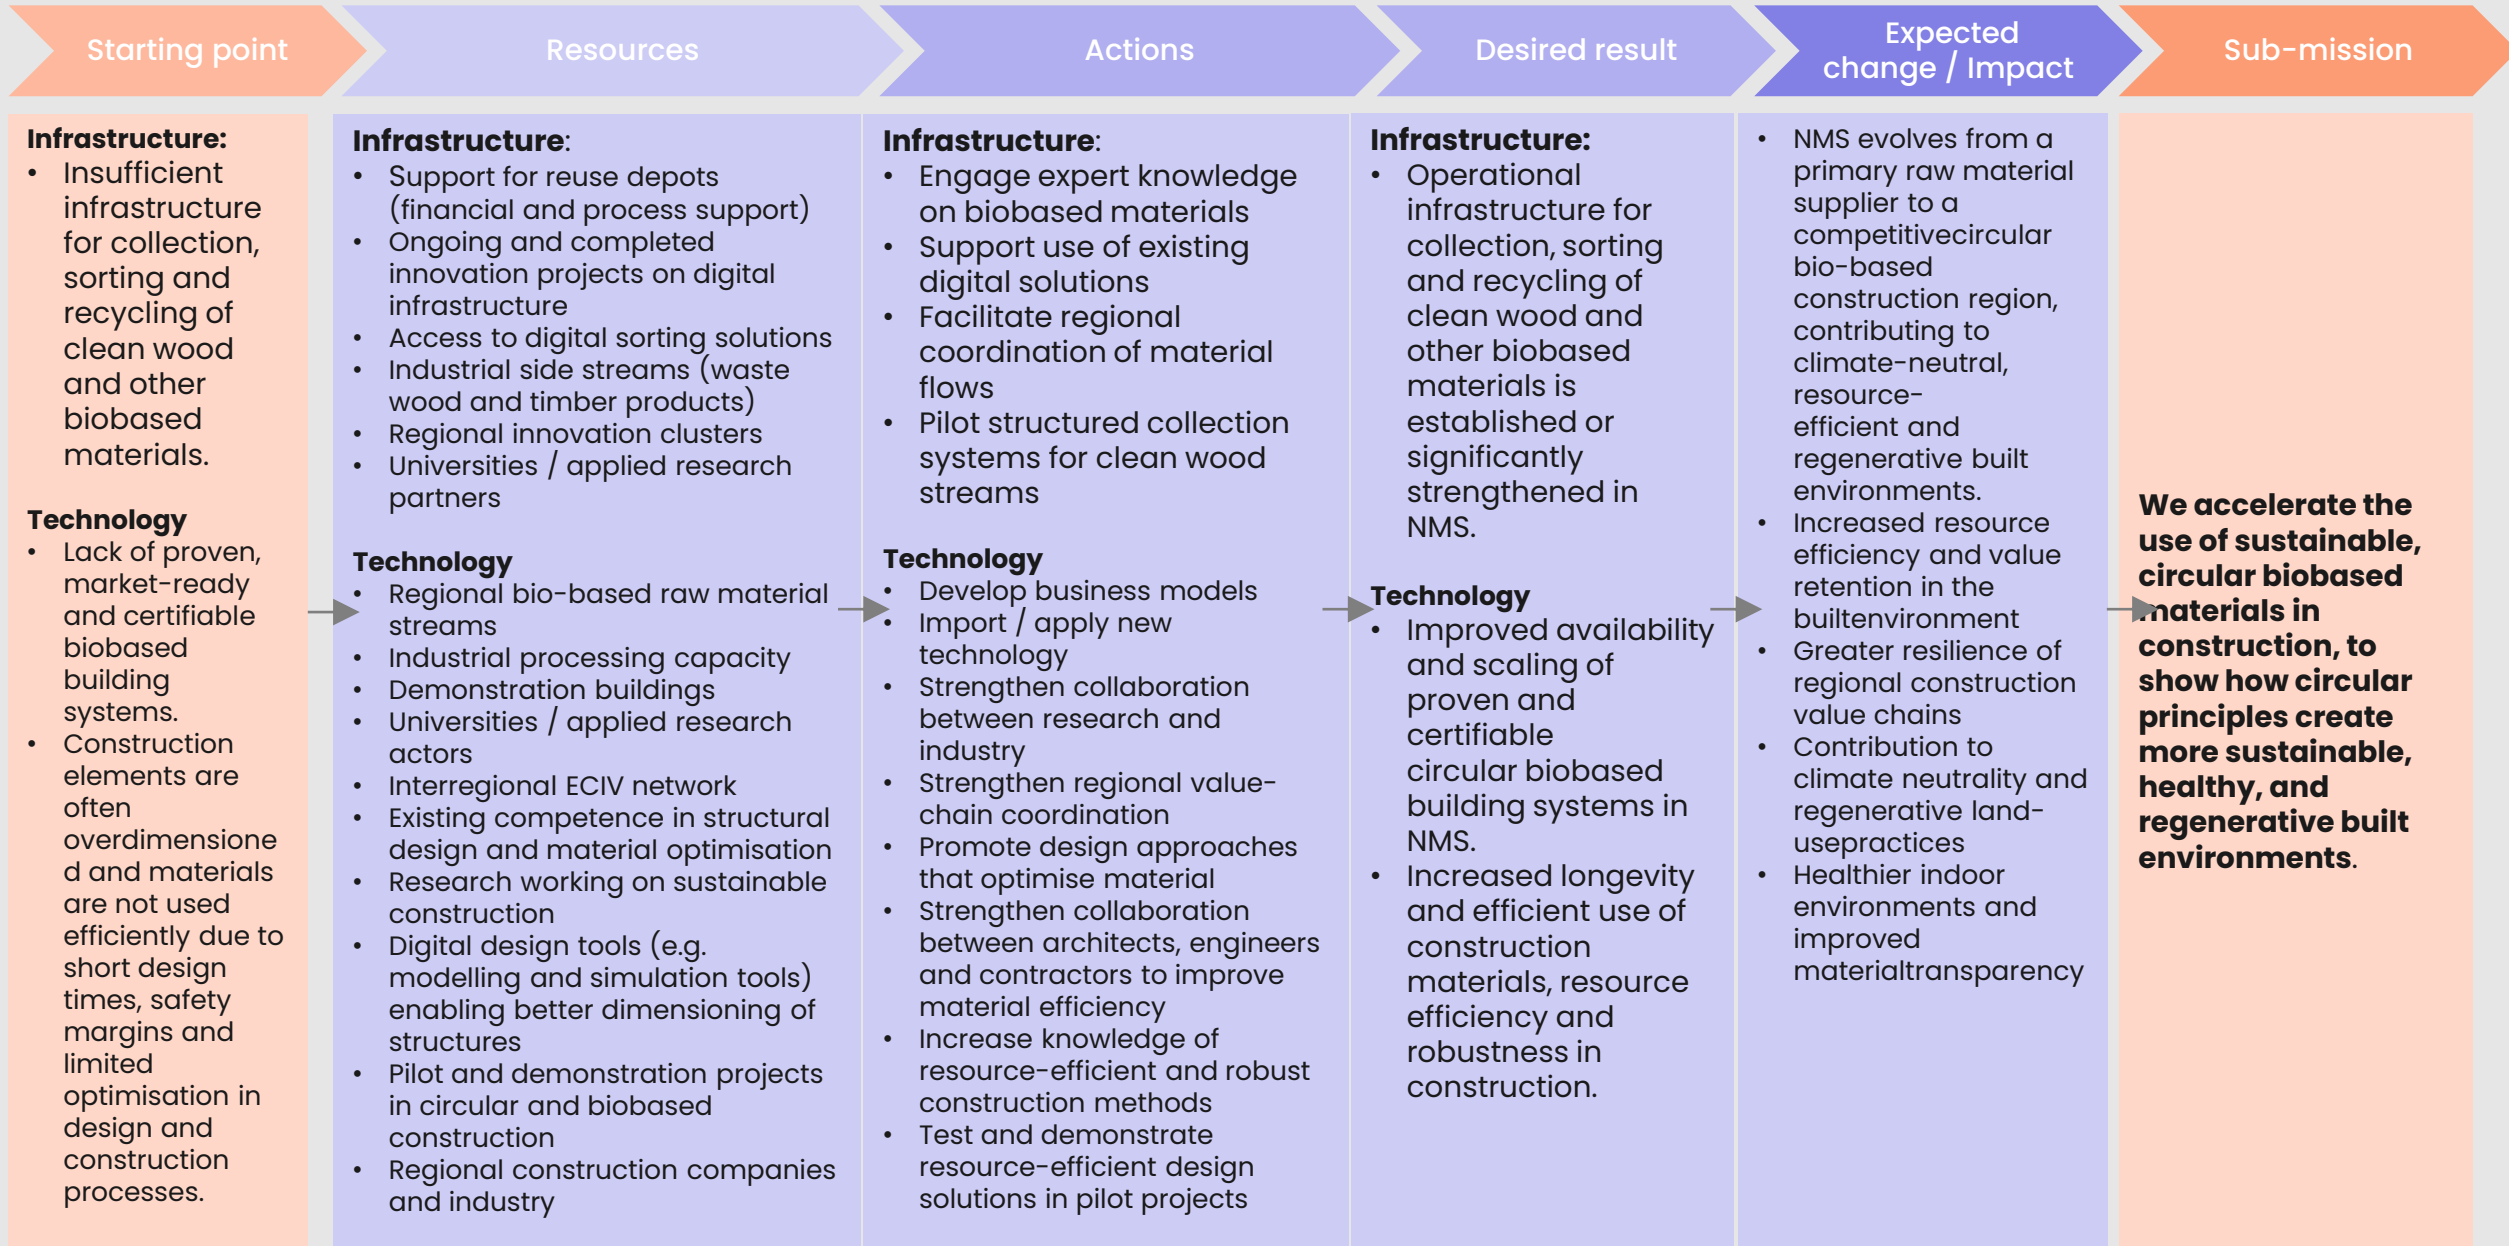 Starting point
Resources
Actions
Desired result
Expected
change / Impact
Sub-mission
Infrastructure:
• Insufficient
infrastructure
for collection,
sorting and
recycling of
clean wood
and other
biobased
materials.
Technology
• Lack of proven,
market-ready
and certifiable
biobased
building
systems.
• Construction
elements are
often
overdimensione
d and materials
are not used
efficiently due to
short design
times, safety
margins and
limited
optimisation in
design and
construction
processes.
Infrastructure:
• Support for reuse depots
(financial and process support)
• Ongoing and completed
innovation projects on digital
infrastructure
• Access to digital sorting solutions
• Industrial side streams (waste
wood and timber products)
• Regional innovation clusters
• Universities / applied research
partners
Technology
• Regional bio-based raw material
streams
• Industrial processing capacity
• Demonstration buildings
• Universities / applied research
actors
• Interregional ECIV network
• Existing competence in structural
design and material optimisation
• Research working on sustainable
construction
• Digital design tools (e.g.
modelling and simulation tools)
enabling better dimensioning of
structures
• Pilot and demonstration projects
in circular and biobased
construction
• Regional construction companies
and industry
Infrastructure:
• Engage expert knowledge
on biobased materials
• Support use of existing
digital solutions
• Facilitate regional
coordination of material
flows
• Pilot structured collection
systems for clean wood
streams
Technology
• Develop business models
• Import / apply new
technology
• Strengthen collaboration
between research and
industry
• Strengthen regional value-
chain coordination
• Promote design approaches
that optimise material
• Strengthen collaboration
between architects, engineers
and contractors to improve
material efficiency
• Increase knowledge of
resource-efficient and robust
construction methods
• Test and demonstrate
resource-efficient design
solutions in pilot projects
Infrastructure:
• Operational
infrastructure for
collection, sorting
and recycling of
clean wood and
other biobased
materials is
established or
significantly
strengthened in
NMS.
Technology
• Improved availability
and scaling of
proven and
certifiable
circular biobased
building systems in
NMS.
• Increased longevity
and efficient use of
construction
materials, resource
efficiency and
robustness in
construction.
• NMS evolves from a
primary raw material
supplier to a
competitivecircular
bio-based
construction region,
contributing to
climate-neutral,
resource-
efficient and
regenerative built
environments.
• Increased resource
efficiency and value
retention in the
builtenvironment
• Greater resilience of
regional construction
value chains
• Contribution to
climate neutrality and
regenerative land-
usepractices
• Healthier indoor
environments and
improved
materialtransparency
We accelerate the
use of sustainable,
circular biobased
materials in
construction, to
show how circular
principles create
more sustainable,
healthy, and
regenerative built
environments.